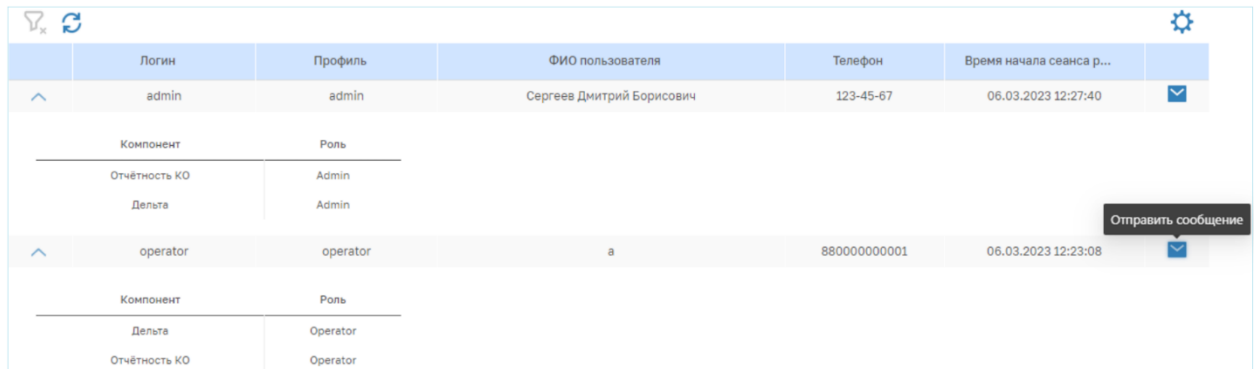 Логин Профиль ФИО пользователя Телефон Время начала сеанса р...
admin admin Сергеев Дмитрий Борисович 123-45-67 06.03.2023 12:27:40
Компонент Роль
Отчётность КО Admin
Дельта Admin
Отправить сообщение
operator operator а 880000000001 06.03.2023 12:23:08
Компонент Роль
Дельта Operator
Отчётность КО Operator